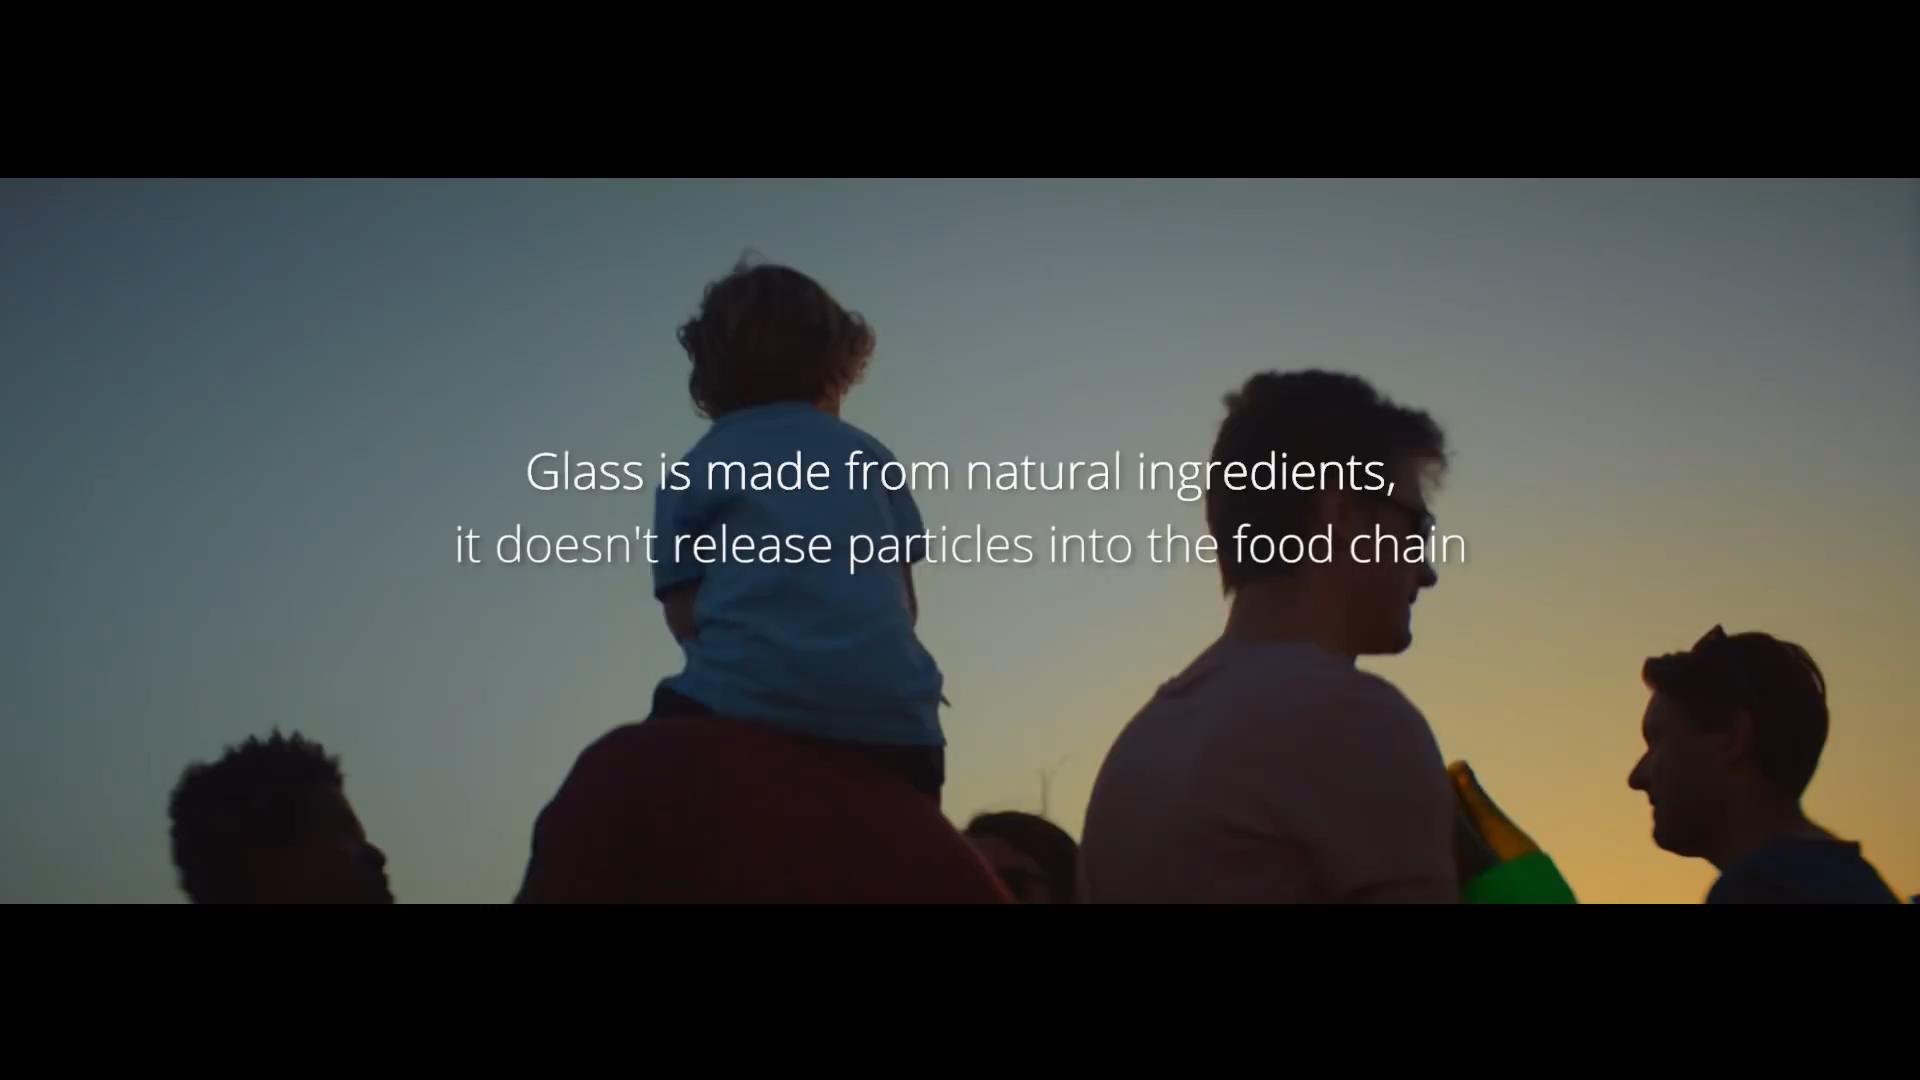 Glass is made from natural ingredients,
it doesn't release particles into the food chain